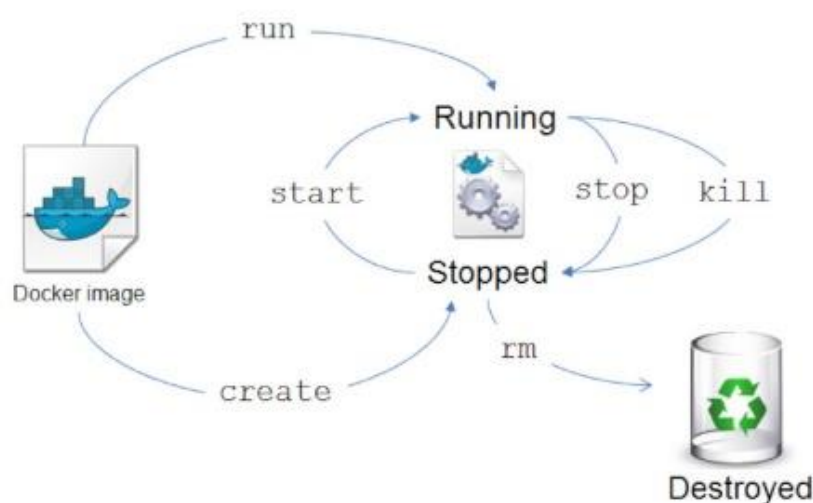 run
Running
start
stop
kill
Docker image
Stopped
rm
create
Destroyed